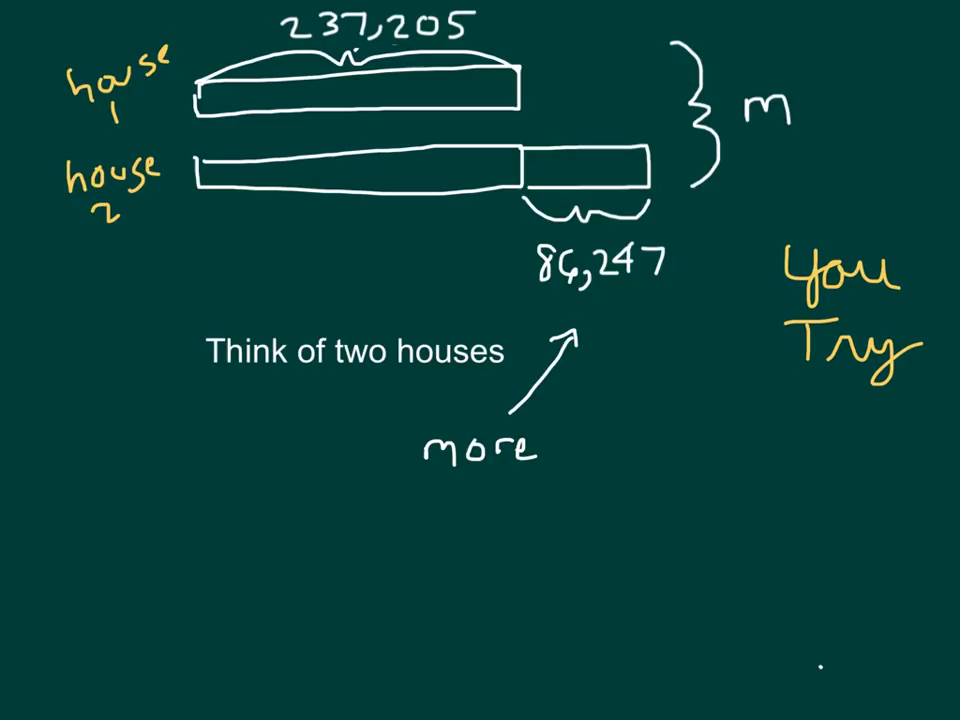 237,205
house
1
m
house
2
86,247
You
Try
Think of two houses
more